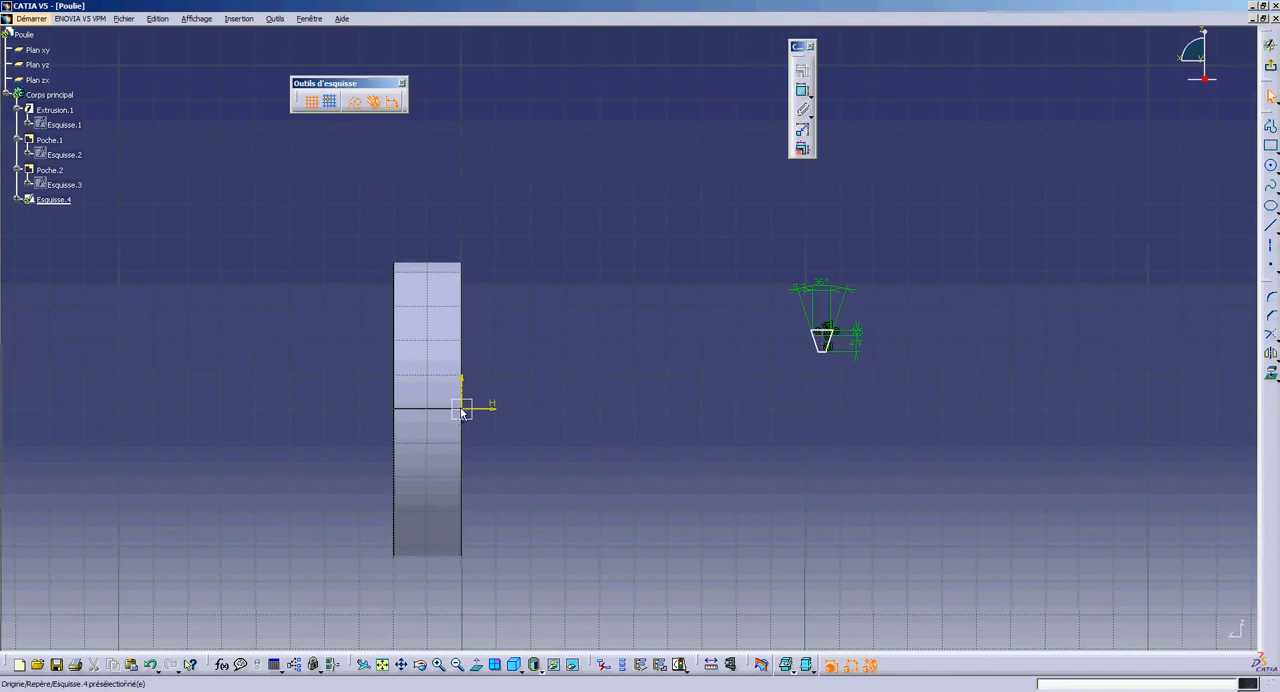 CATIA V5 - [Poulie]
Démarrer ENOVIA V5 VPM Fichier Edition Affichage Insertion Outils Fenêtre Aide
Poulie
Plan xy
Plan yz
Plan zx
Corps principal
Extrusion.1
Esquisse.1
Poche.1
Esquisse.2
Poche.2
Esquisse.3
Esquisse.4
Outils d'esquisse
C...
H
36°
z
x
y
f(x)
z
CATIA
Origine/Repère/Esquisse.4 présélectionné(e)